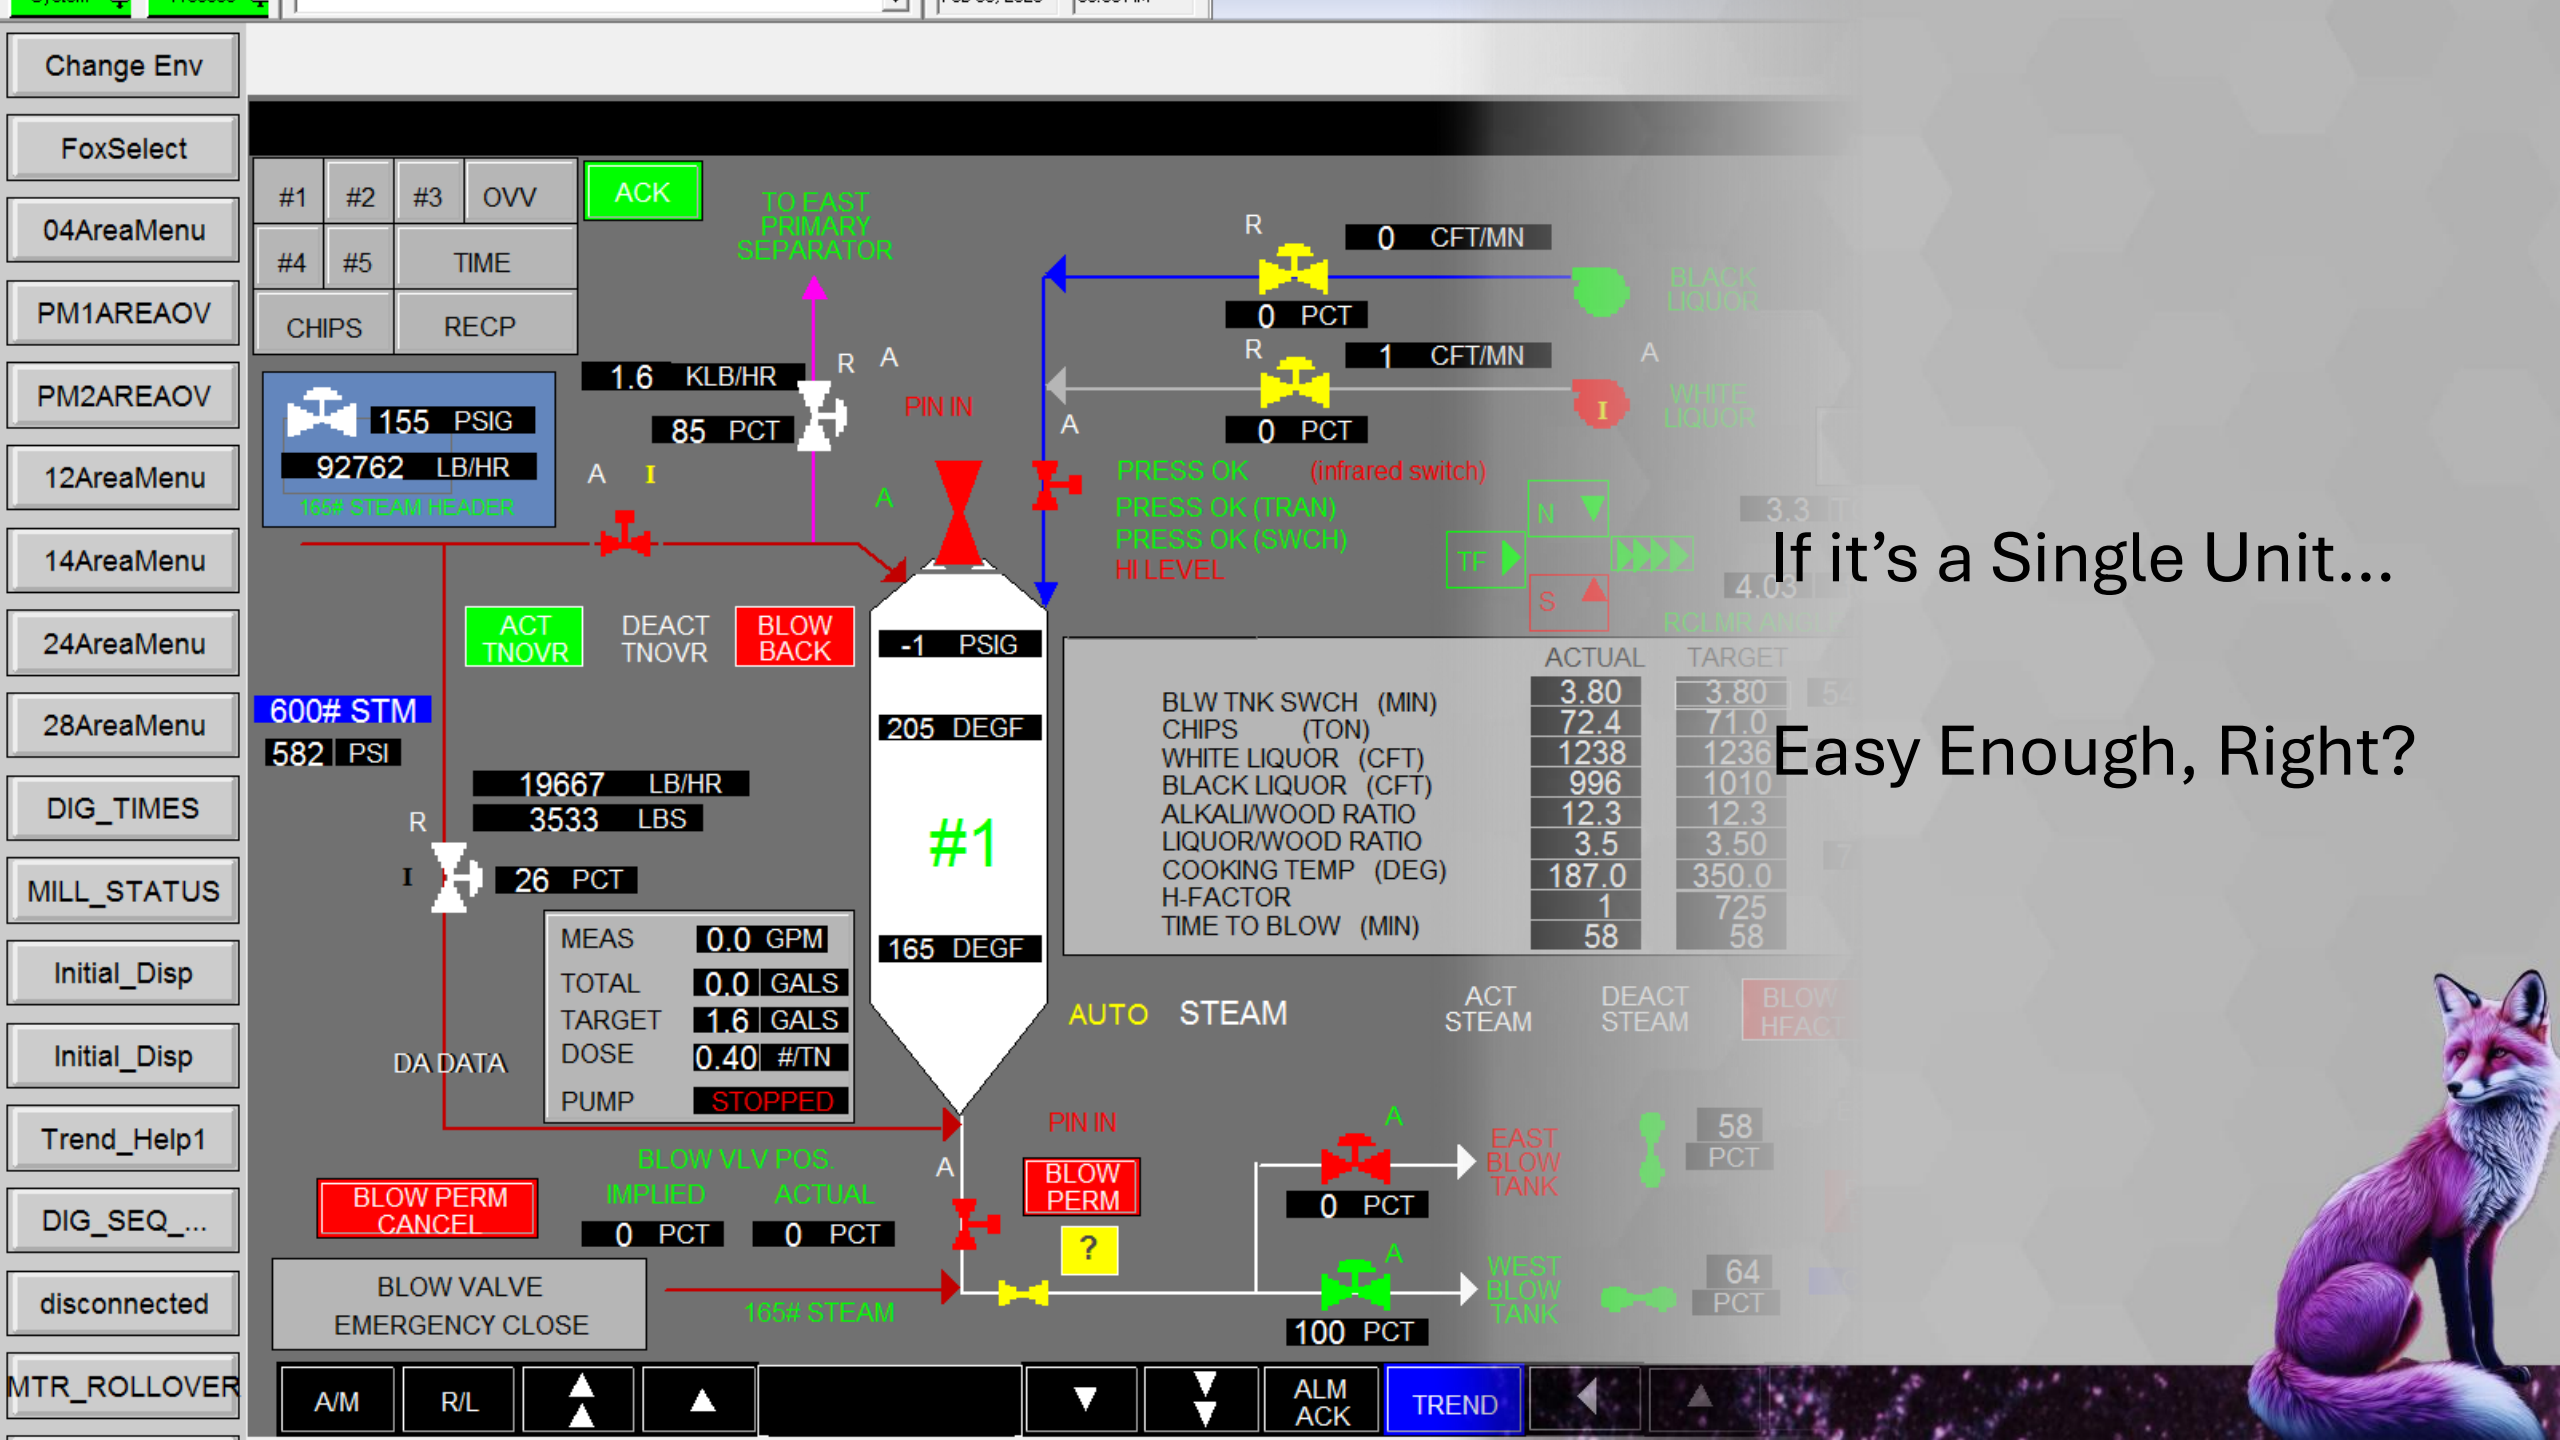 Change Env
FoxSelect
04AreaMenu
PM1AREAOV
PM2AREAOV
12AreaMenu
14AreaMenu
24AreaMenu
28AreaMenu
DIG_TIMES
MILL_STATUS
Initial_Disp
Initial_Disp
Trend_Help1
DIG_SEQ_...
disconnected
MTR_ROLLOVER
#1 #2 #3 OVV
#4 #5 TIME
CHIPS RECP
ACK
155 PSIG
92762 LB/HR
165# STEAM HEADER
TO EAST
PRIMARY
SEPARATOR
1.6 KLB/HR
R A
85 PCT
A I
PIN IN
A
R
0 CFT/MN
0 PCT
BLACK
LIQUOR
R
1 CFT/MN
A
0 PCT
I
WHITE
LIQUOR
A
PRESS OK (infrared switch)
PRESS OK (TRAN)
PRESS OK (SWCH)
HI LEVEL
N
TF
S
3.3
4.03
If it's a Single Unit...
Easy Enough, Right?
ACT
TNOVR
DEACT
TNOVR
BLOW
BACK
600# STM
582 PSI
19667 LB/HR
3533 LBS
R
I
26 PCT
-1 PSIG
205 DEGF
#1
165 DEGF
ACTUAL TARGET
BLW TNK SWCH (MIN) 3.80 3.80
CHIPS (TON) 72.4 71.0
WHITE LIQUOR (CFT) 1238 1236
BLACK LIQUOR (CFT) 996 1010
ALKALI/WOOD RATIO 12.3 12.3
LIQUOR/WOOD RATIO 3.5 3.50
COOKING TEMP (DEG) 187.0 350.0
H-FACTOR 1 725
TIME TO BLOW (MIN) 58 58
MEAS 0.0 GPM
TOTAL 0.0 GALS
TARGET 1.6 GALS
DOSE 0.40 #/TN
PUMP STOPPED
DA DATA
AUTO STEAM
ACT
STEAM
DEACT
STEAM
BLOW
BLOW VLV POS.
IMPLIED ACTUAL
0 PCT 0 PCT
BLOW PERM
CANCEL
A
PIN IN
BLOW
PERM
?
A
0 PCT
EAST
BLOW
TANK
58
PCT
A
100 PCT
WEST
BLOW
TANK
64
PCT
BLOW VALVE
EMERGENCY CLOSE
165# STEAM
A/M
R/L
ALM
ACK
TREND